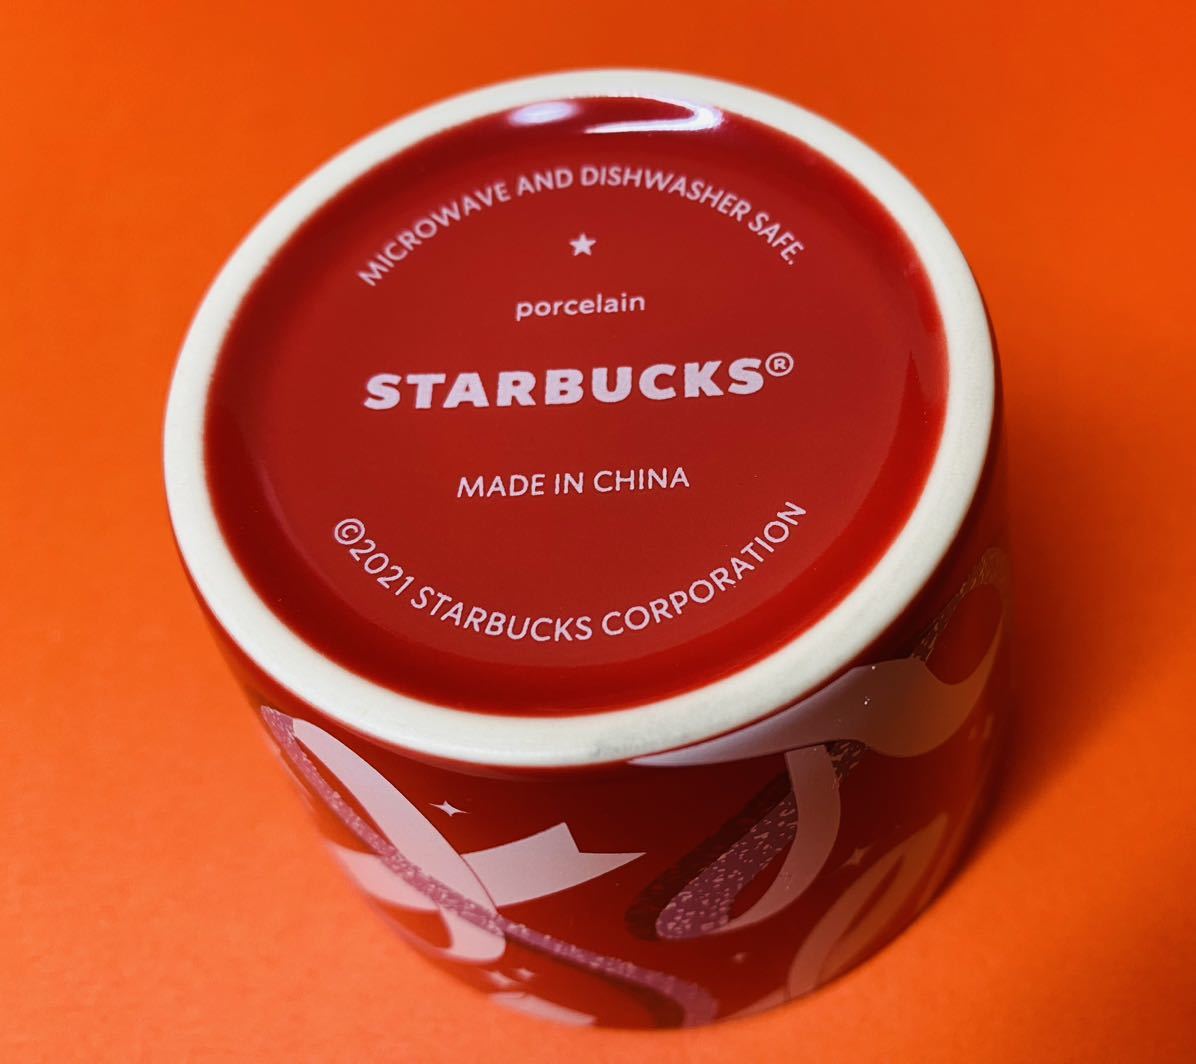 MICROWAVE AND DISHWASHER SAFE.
porcelain
STARBUCKS®
MADE IN CHINA
©2021 STARBUCKS CORPORATION